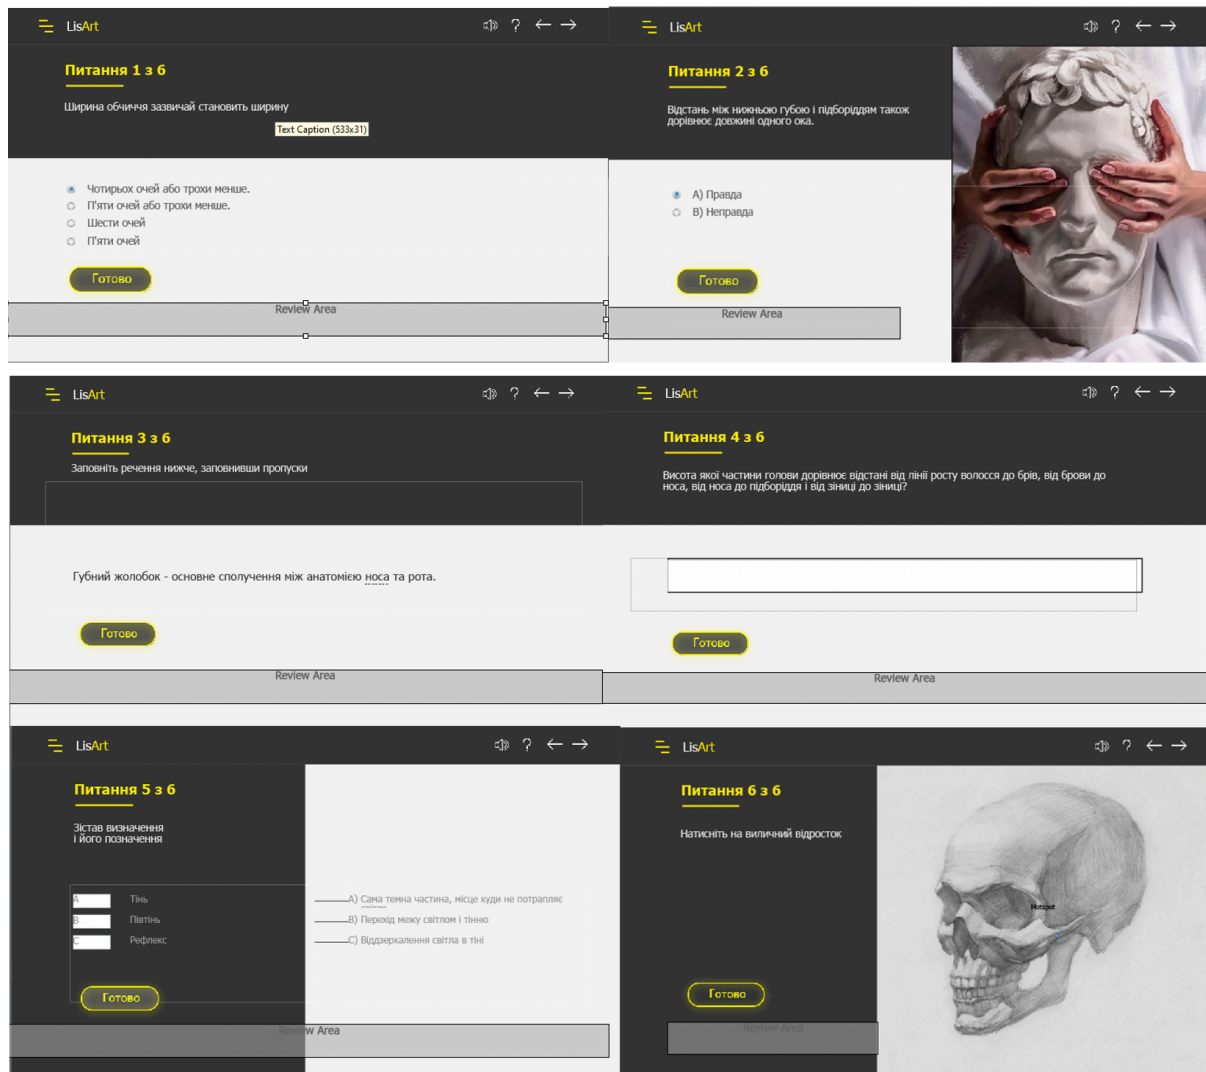 LisArt
Питання 1 з 6
Ширина обчиччя зазвичай становить ширину
Text Caption (533x31)
Чотирьох очей або трохи менше.
П'яти очей або трохи менше.
Шести очей
П'яти очей
Готово
Review Area
LisArt
Питання 2 з 6
Відстань між нижньою губою і підборіддям також
дорівнює довжині одного ока.
A) Правда
B) Неправда
Готово
Review Area
LisArt
Питання 3 з 6
Заповніть речення нижче, заповнивши пропуски
Губний жолобок - основне сполучення між анатомією носа та рота.
Готово
Review Area
LisArt
Питання 4 з 6
Висота якої частини голови дорівнює відстані від лінії росту волосся до брів, від брови до
носа, від носа до підборіддя і від зіниці до зіниці?
Готово
Review Area
LisArt
Питання 5 з 6
Зістав визначення
і його позначення
A Тінь
B Півтінь
C Рефлекс
A) Сама темна частина, місце куди не потрапляє
світло
B) Перехід межу світлом і тінню
C) Віддзеркалення світла в тіні
Готово
Review Area
LisArt
Питання 6 з 6
Натисніть на виличний відросток
Hotspot
Готово
Review Area